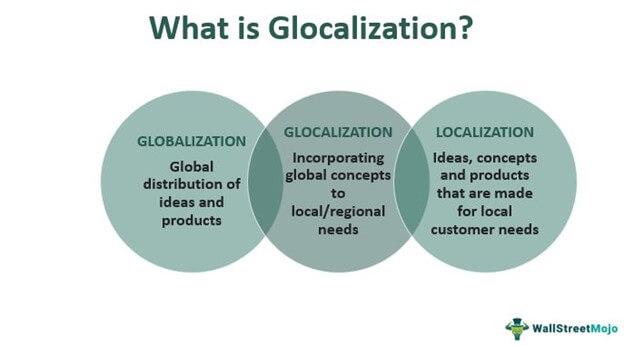 What is Glocalization?
GLOBALIZATION
Global
distribution of
ideas and
products
GLOCALIZATION
Incorporating
global concepts
to
local/regional
needs
LOCALIZATION
Ideas, concepts
and products
that are made
for local
customer needs
WallStreetMojo